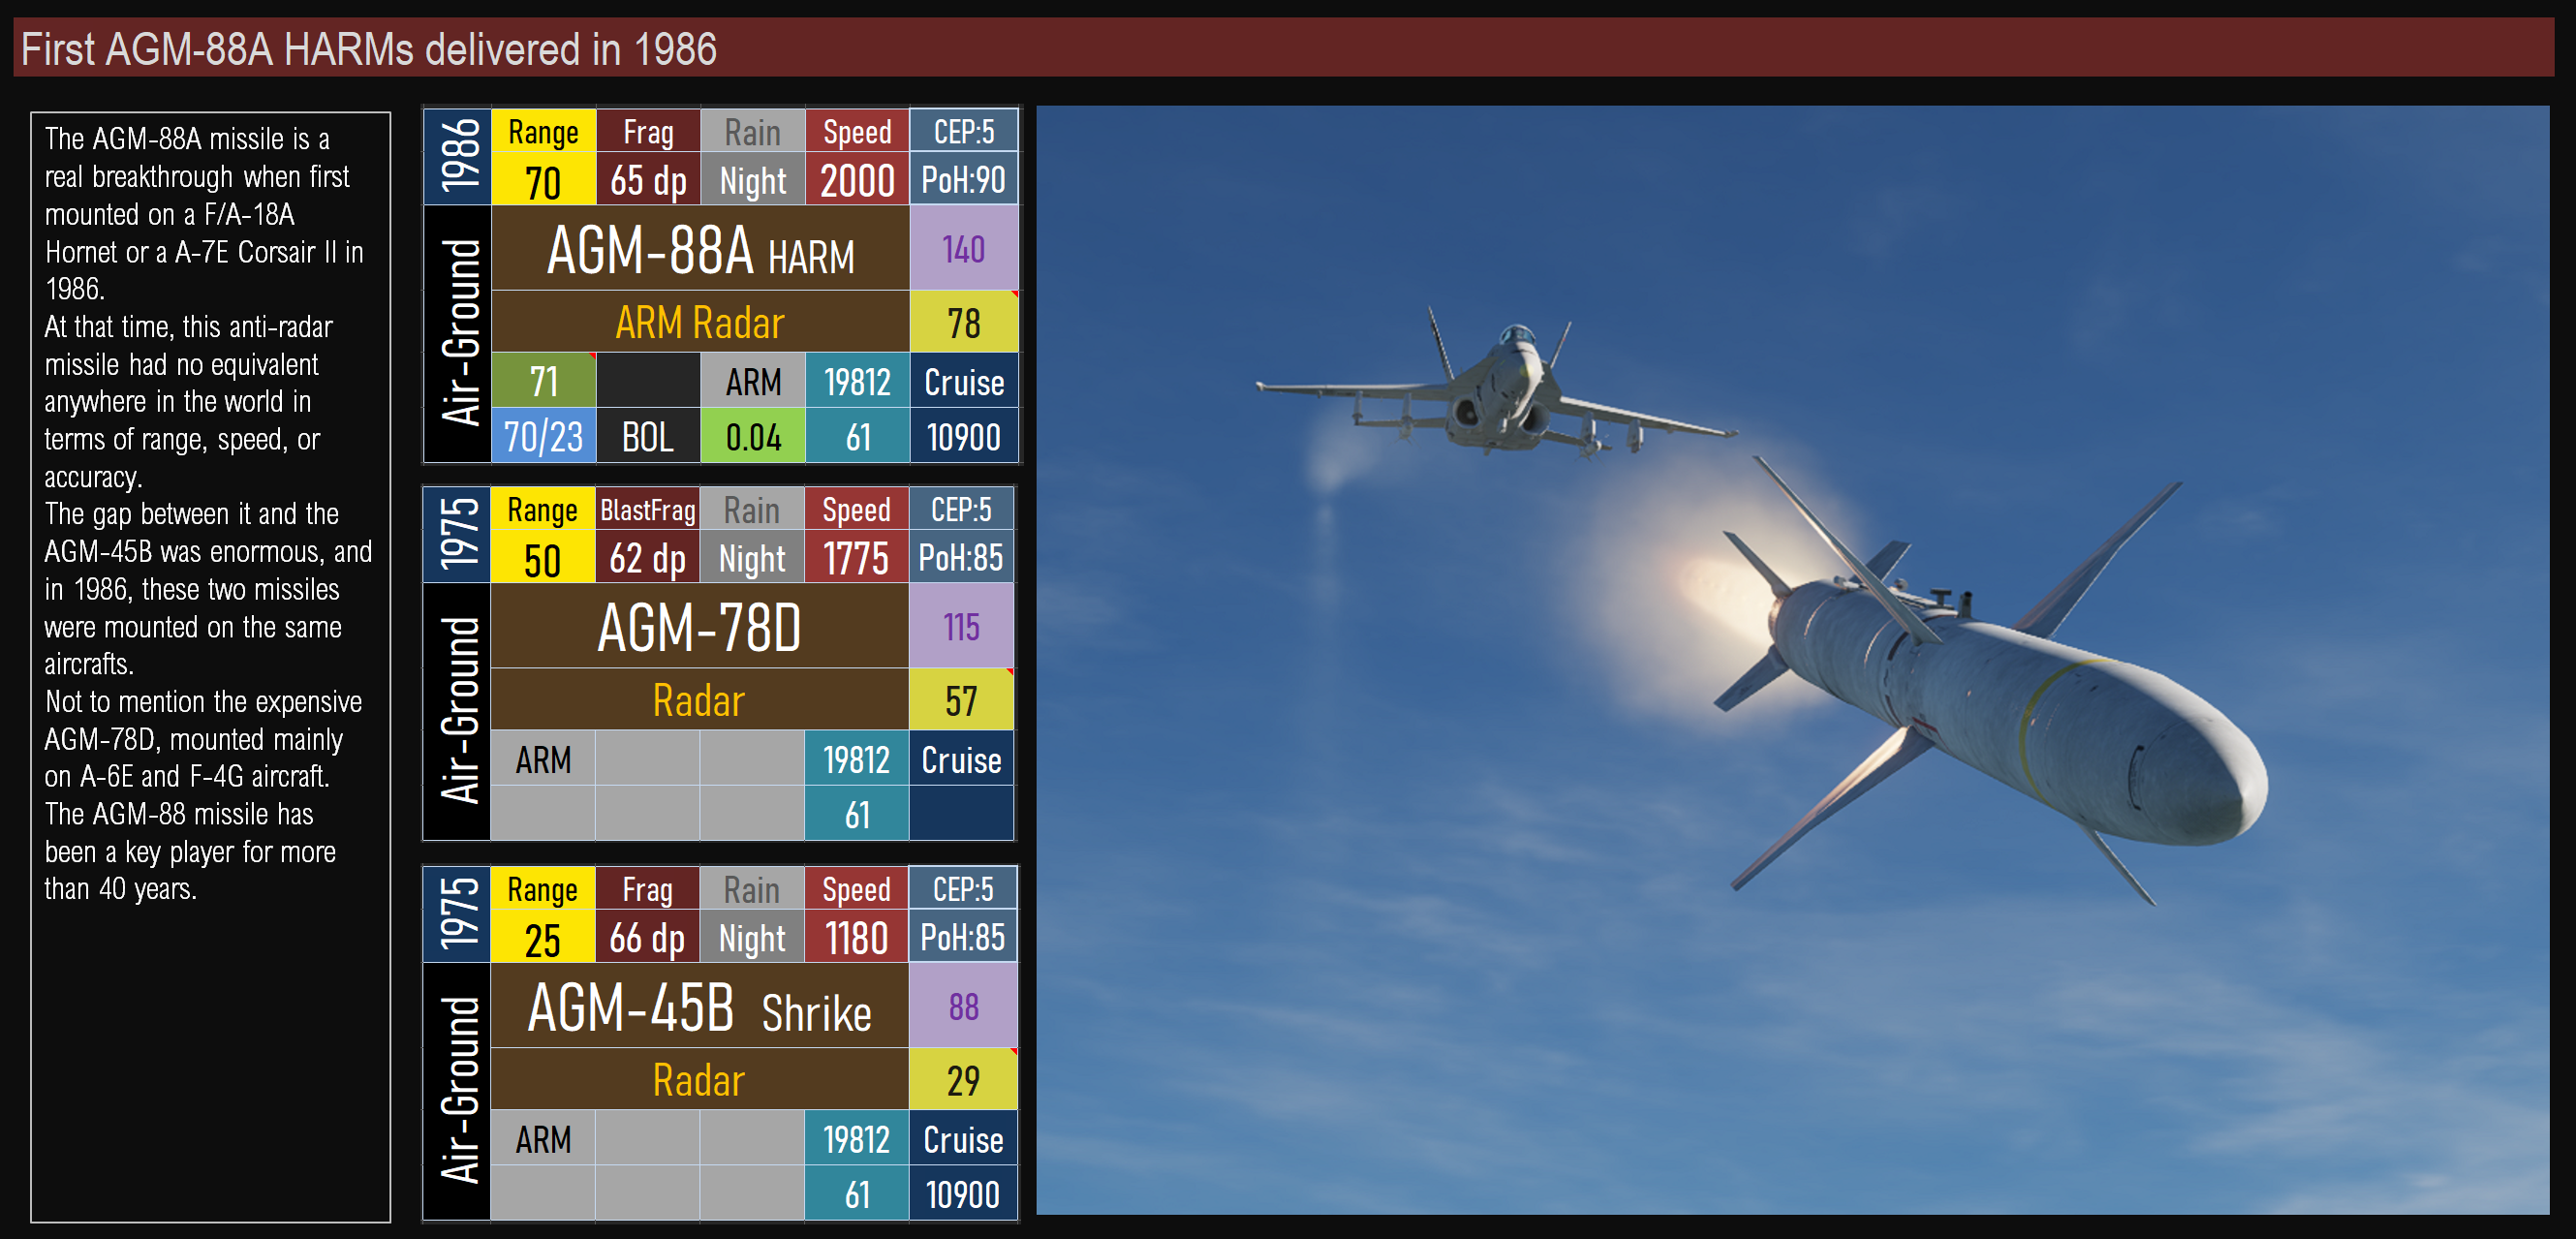 First AGM-88A HARMs delivered in 1986
The AGM-88A missile is a
real breakthrough when first
mounted on a F/A-18A
Hornet or a A-7E Corsair II in
1986.
At that time, this anti-radar
missile had no equivalent
anywhere in the world in
terms of range, speed, or
accuracy.
The gap between it and the
AGM-45B was enormous, and
in 1986, these two missiles
were mounted on the same
aircrafts.
Not to mention the expensive
AGM-78D, mounted mainly
on A-6E and F-4G aircraft.
The AGM-88 missile has
been a key player for more
than 40 years.
1986
Range Frag Rain Speed CEP:5
70 65 dp Night 2000 PoH:90
Air-Ground
AGM-88A HARM 140
ARM Radar 78
71 ARM 19812 Cruise
70/23 BOL 0.04 61 10900
1975
Range BlastFrag Rain Speed CEP:5
50 62 dp Night 1775 PoH:85
Air-Ground
AGM-78D 115
Radar 57
ARM 19812 Cruise
61
1975
Range Frag Rain Speed CEP:5
25 66 dp Night 1180 PoH:85
Air-Ground
AGM-45B Shrike 88
Radar 29
ARM 19812 Cruise
61 10900